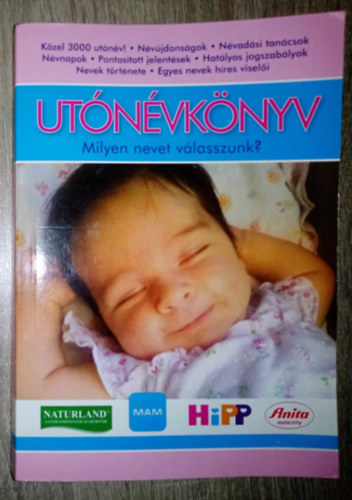 Közel 3000 utónév! • Névújdonságok • Névadási tanácsok
Névnapok • Pontosított jelentések • Hatályos jogszabályok
Nevek története • Egyes nevek híres viselői
UTÓNÉVKÖNYV
Milyen nevet válasszunk?
NATURLAND®
MAM
HiPP
Anita
maternity